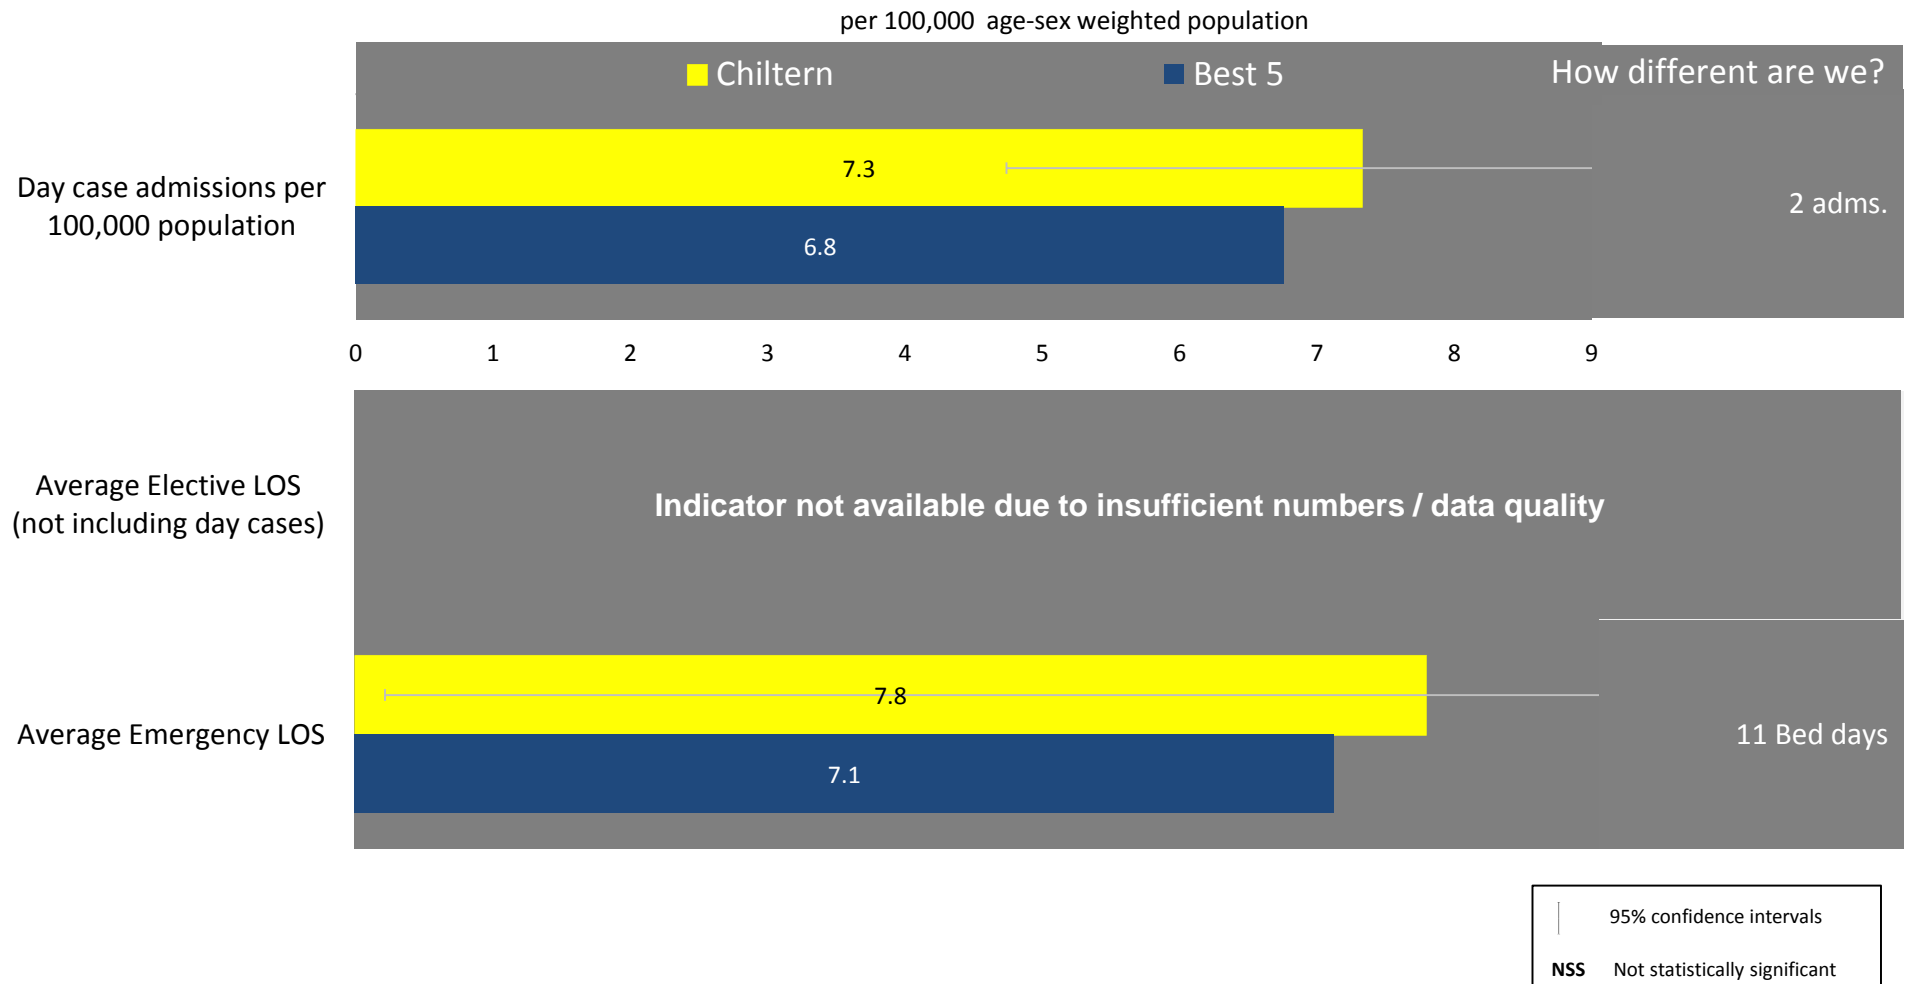 per 100,000 age-sex weighted population
Chiltern
Best 5
How different are we?
Day case admissions per
100,000 population
7.3
6.8
2 adms.
0 1 2 3 4 5 6 7 8 9
Average Elective LOS
(not including day cases)
Indicator not available due to insufficient numbers / data quality
Average Emergency LOS
7.8
7.1
11 Bed days
95% confidence intervals
NSS Not statistically significant